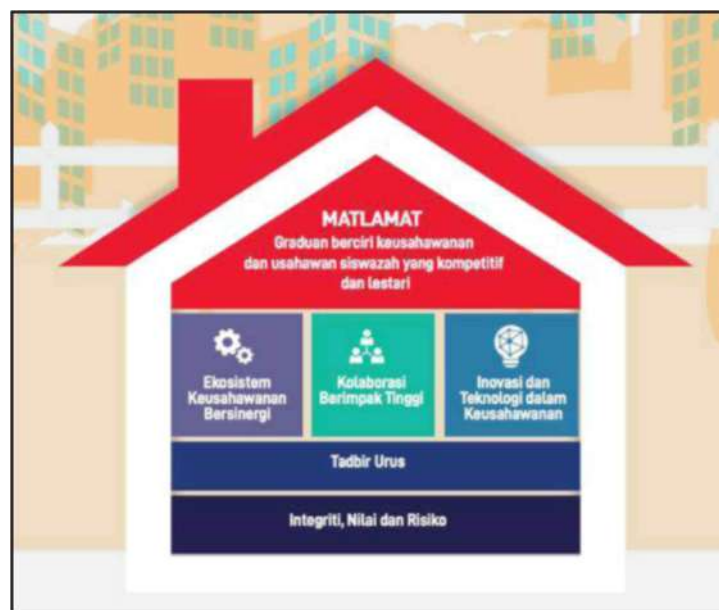 MATLAMAT
Graduan berciri keusahawanan
dan usahawan siswazah yang kompetitif
dan lestari
Ekosistem
Keusahawanan
Bersinergi
Kolaborasi
Berimpak Tinggi
Inovasi dan
Teknologi dalam
Keusahawanan
Tadbir Urus
Integriti, Nilai dan Risiko